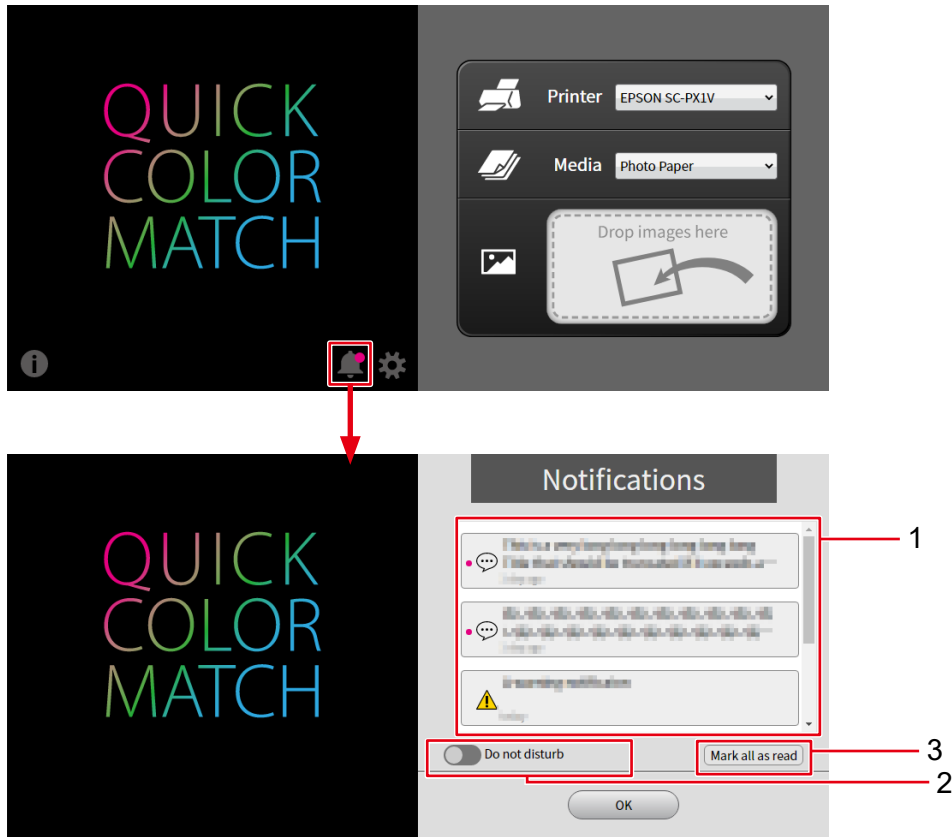 QUICK
COLOR
MATCH
Printer
EPSON SC-PX1V
Media
Photo Paper
Drop images here
QUICK
COLOR
MATCH
Notifications
1
Do not disturb
Mark all as read
3
2
OK